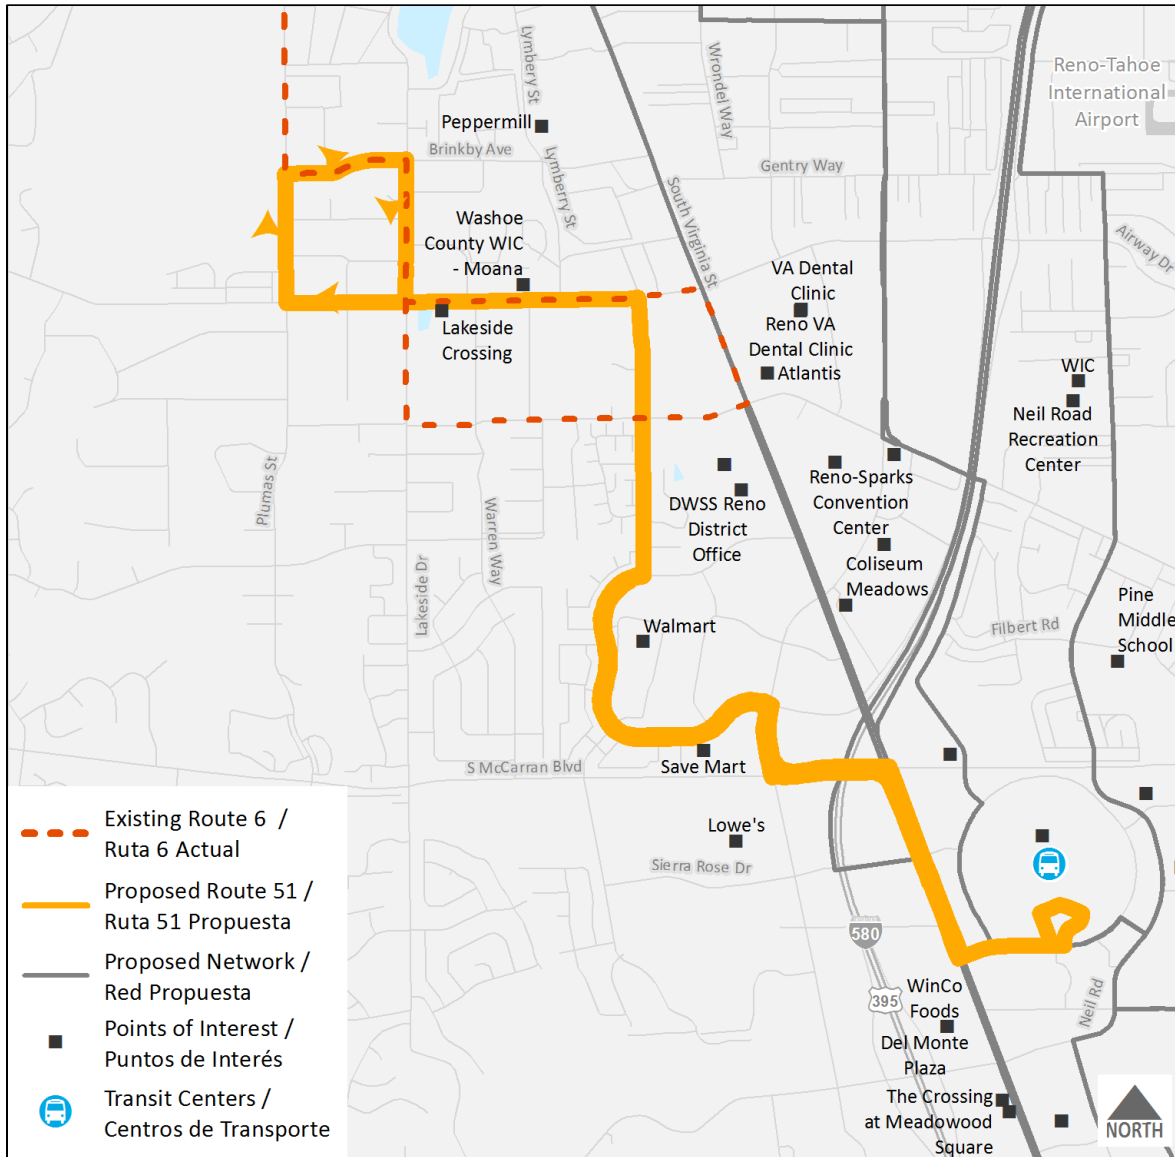 Lymbery St
Wrondel Way
Reno-Tahoe
International
Airport
Peppermill
Brinkby Ave
Lymberry St
Gentry Way
South Virginia St
Washoe
County WIC
- Moana
Airway Dr
VA Dental
Clinic
Reno VA
Dental Clinic
Atlantis
Lakeside
Crossing
WIC
Neil Road
Recreation
Center
Plumas St
Warren Way
Lakeside Dr
DWSS Reno
District
Office
Reno-Sparks
Convention
Center
Coliseum
Meadows
Pine
Middle
School
Filbert Rd
Walmart
S McCarran Blvd
Save Mart
Lowe's
Sierra Rose Dr
580
395
WinCo
Foods
Del Monte
Plaza
Neil Rd
The Crossing
at Meadowood
Square
NORTH
Existing Route 6 /
Ruta 6 Actual
Proposed Route 51 /
Ruta 51 Propuesta
Proposed Network /
Red Propuesta
Points of Interest /
Puntos de Interés
Transit Centers /
Centros de Transporte